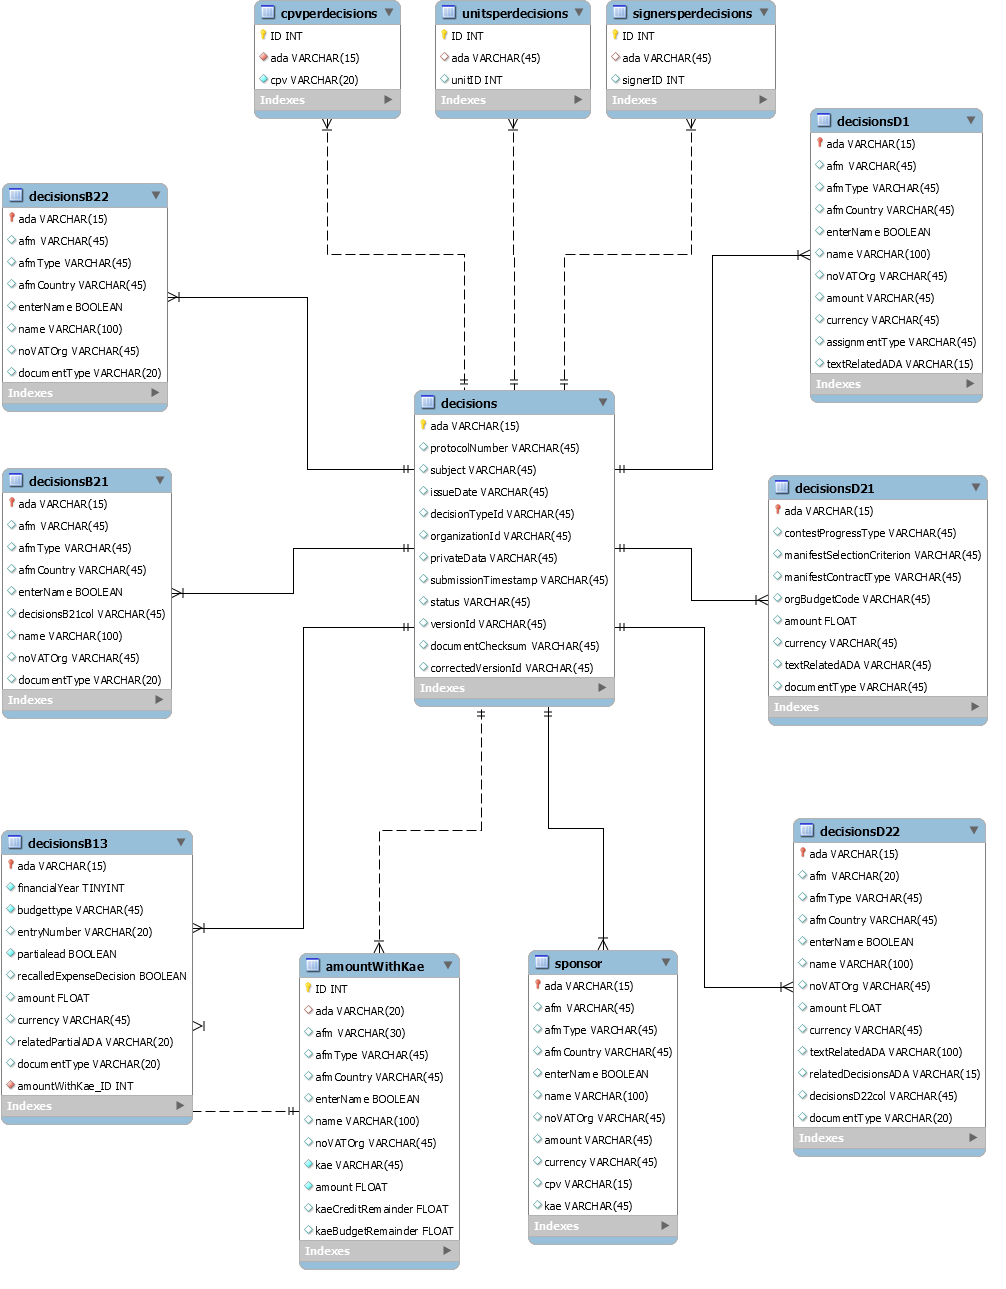 cpvperdecisions
ID INT
ada VARCHAR(15)
cpv VARCHAR(20)
Indexes
unitsperdecisions
ID INT
ada VARCHAR(45)
unitID INT
Indexes
signersperdecisions
ID INT
ada VARCHAR(45)
signerID INT
Indexes
decisionsD1
ada VARCHAR(15)
afm VARCHAR(45)
afmType VARCHAR(45)
afmCountry VARCHAR(45)
enterName BOOLEAN
name VARCHAR(100)
noVATOrg VARCHAR(45)
amount VARCHAR(45)
currency VARCHAR(45)
assignmentType VARCHAR(45)
textRelatedADA VARCHAR(15)
Indexes
decisionsB22
ada VARCHAR(15)
afm VARCHAR(45)
afmType VARCHAR(45)
afmCountry VARCHAR(45)
enterName BOOLEAN
name VARCHAR(100)
noVATOrg VARCHAR(45)
documentType VARCHAR(20)
Indexes
decisions
ada VARCHAR(15)
protocolNumber VARCHAR(45)
subject VARCHAR(45)
issueDate VARCHAR(45)
decisionTypeId VARCHAR(45)
organizationId VARCHAR(45)
privateData VARCHAR(45)
submissionTimestamp VARCHAR(45)
status VARCHAR(45)
versionId VARCHAR(45)
documentChecksum VARCHAR(45)
correctedVersionId VARCHAR(45)
Indexes
decisionsB21
ada VARCHAR(15)
afm VARCHAR(45)
afmType VARCHAR(45)
afmCountry VARCHAR(45)
enterName BOOLEAN
decisionsB21col VARCHAR(45)
name VARCHAR(100)
noVATOrg VARCHAR(45)
documentType VARCHAR(20)
Indexes
decisionsD21
ada VARCHAR(15)
contestProgressType VARCHAR(45)
manifestSelectionCriterion VARCHAR(45)
manifestContractType VARCHAR(45)
orgBudgetCode VARCHAR(45)
amount FLOAT
currency VARCHAR(45)
textRelatedADA VARCHAR(45)
documentType VARCHAR(45)
Indexes
decisionsB13
ada VARCHAR(15)
financialYear TINYINT
budgettype VARCHAR(45)
entryNumber VARCHAR(20)
partialead BOOLEAN
recalledExpenseDecision BOOLEAN
amount FLOAT
currency VARCHAR(45)
relatedPartialADA VARCHAR(20)
documentType VARCHAR(20)
amountWithKae_ID INT
Indexes
decisionsD22
ada VARCHAR(15)
afm VARCHAR(20)
afmType VARCHAR(45)
afmCountry VARCHAR(45)
enterName BOOLEAN
name VARCHAR(100)
noVATOrg VARCHAR(45)
amount FLOAT
currency VARCHAR(45)
textRelatedADA VARCHAR(100)
relatedDecisionsADA VARCHAR(15)
decisionsD22col VARCHAR(45)
documentType VARCHAR(20)
Indexes
amountWithKae
ID INT
ada VARCHAR(20)
afm VARCHAR(30)
afmType VARCHAR(45)
afmCountry VARCHAR(45)
enterName BOOLEAN
name VARCHAR(100)
noVATOrg VARCHAR(45)
kae VARCHAR(45)
amount FLOAT
kaeCreditRemainder FLOAT
kaeBudgetRemainder FLOAT
Indexes
sponsor
ada VARCHAR(15)
afm VARCHAR(45)
afmType VARCHAR(45)
afmCountry VARCHAR(45)
enterName BOOLEAN
name VARCHAR(100)
noVATOrg VARCHAR(45)
amount VARCHAR(45)
currency VARCHAR(45)
cpv VARCHAR(15)
kae VARCHAR(45)
Indexes